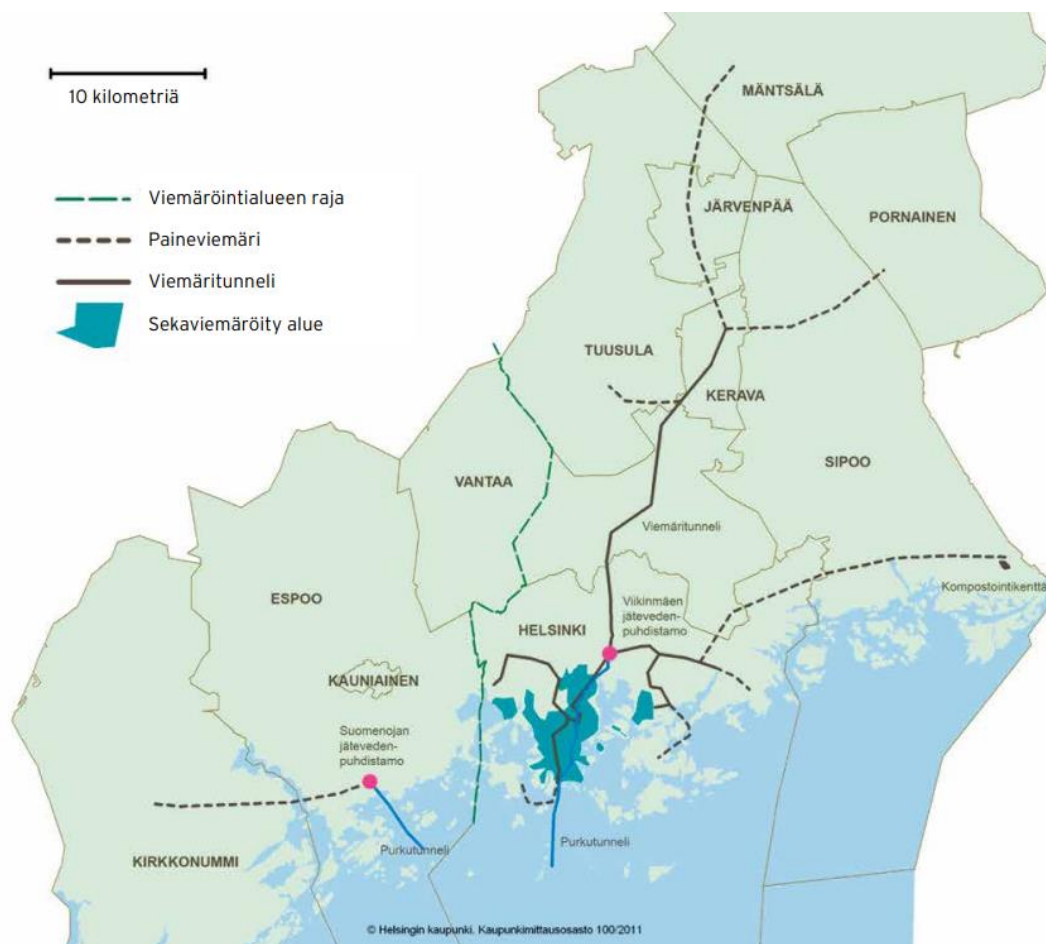 10 kilometriä
Viemäröintialueen raja
Paineviemäri
Viemäritunneli
Sekaviemäröity alue
MÄNTSÄLÄ
JÄRVENPÄÄ
PORNAINEN
TUUSULA
KERAVA
SIPOO
VANTAA
Viemäritunneli
Kompostointikenttä
ESPOO
HELSINKI
Viikinmäen
jäteveden-
puhdistamo
KAUNIAINEN
Suomenojan
jäteveden-
puhdistamo
Purkutunneli
Purkutunneli
KIRKKONUMMI
© Helsingin kaupunki. Kaupunkimittausosasto 100/2011